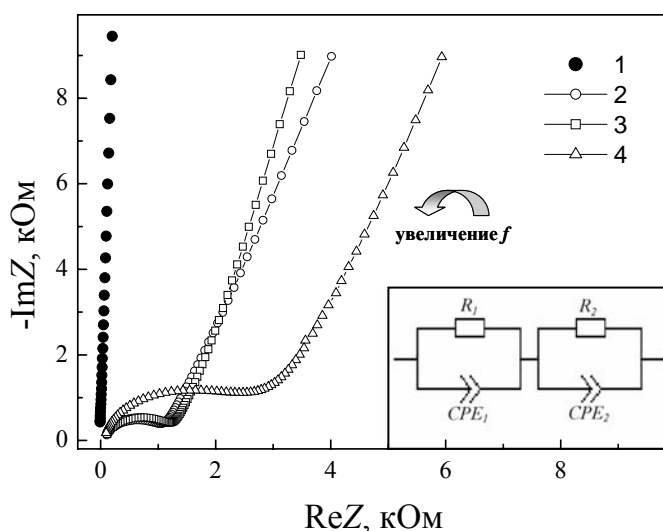 -ImZ, кОм
8
6
4
2
0
0 2 4 6 8
ReZ, кОм
1
2
3
4
увеличение f
R1 R2
CPE1 CPE2